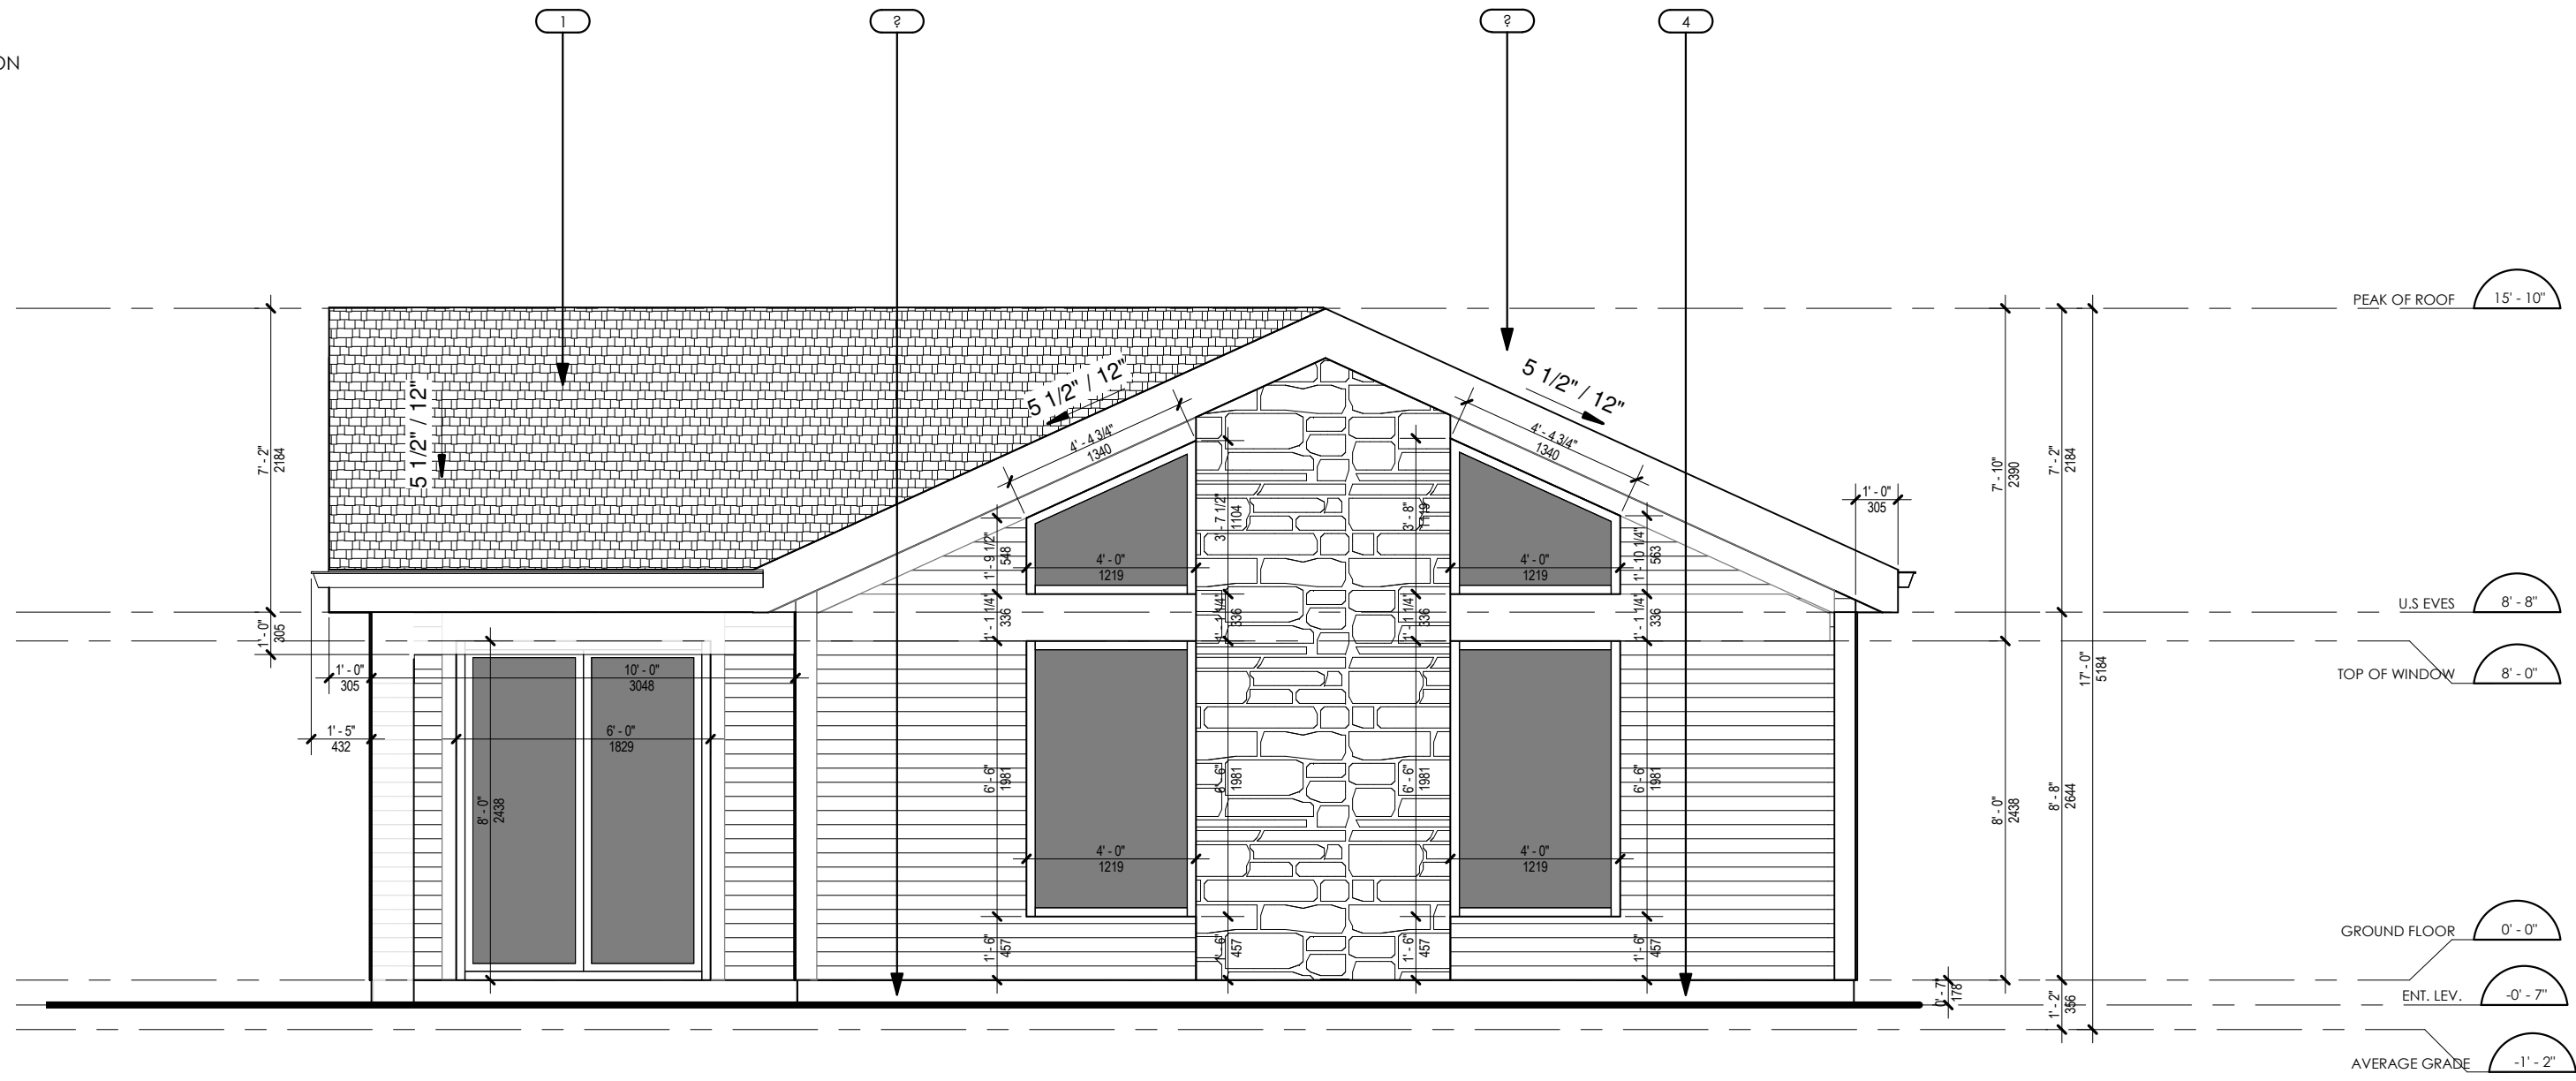 1
?
?
4
ON
PEAK OF ROOF
15' - 10"
7' - 2"
2184
5 1/2" / 12"
5 1/2" / 12"
5 1/2" / 12"
4' - 4 3/4"
1340
4' - 4 3/4"
1340
7' - 10"
2390
7' - 2"
2184
1' - 0"
305
3' - 7 1/2"
1104
3' - 8"
1119
1' - 9 1/2"
548
4' - 0"
1219
4' - 0"
1219
1' - 10 1/4"
563
U.S EVES
8' - 8"
1' - 0"
305
1' - 1 1/4"
336
1' - 1 1/4"
336
1' - 1 1/4"
336
1' - 1 1/4"
336
TOP OF WINDOW
8' - 0"
1' - 0"
305
10' - 0"
3048
17' - 0"
5184
1' - 5"
432
6' - 0"
1829
8' - 0"
2438
6' - 6"
1981
6' - 6"
1981
6' - 6"
1981
6' - 6"
1981
8' - 0"
2438
8' - 8"
2644
4' - 0"
1219
4' - 0"
1219
1' - 6"
457
1' - 6"
457
1' - 6"
457
1' - 6"
457
GROUND FLOOR
0' - 0"
0' - 7"
178
1' - 2"
356
ENT. LEV.
-0' - 7"
AVERAGE GRADE
-1' - 2"